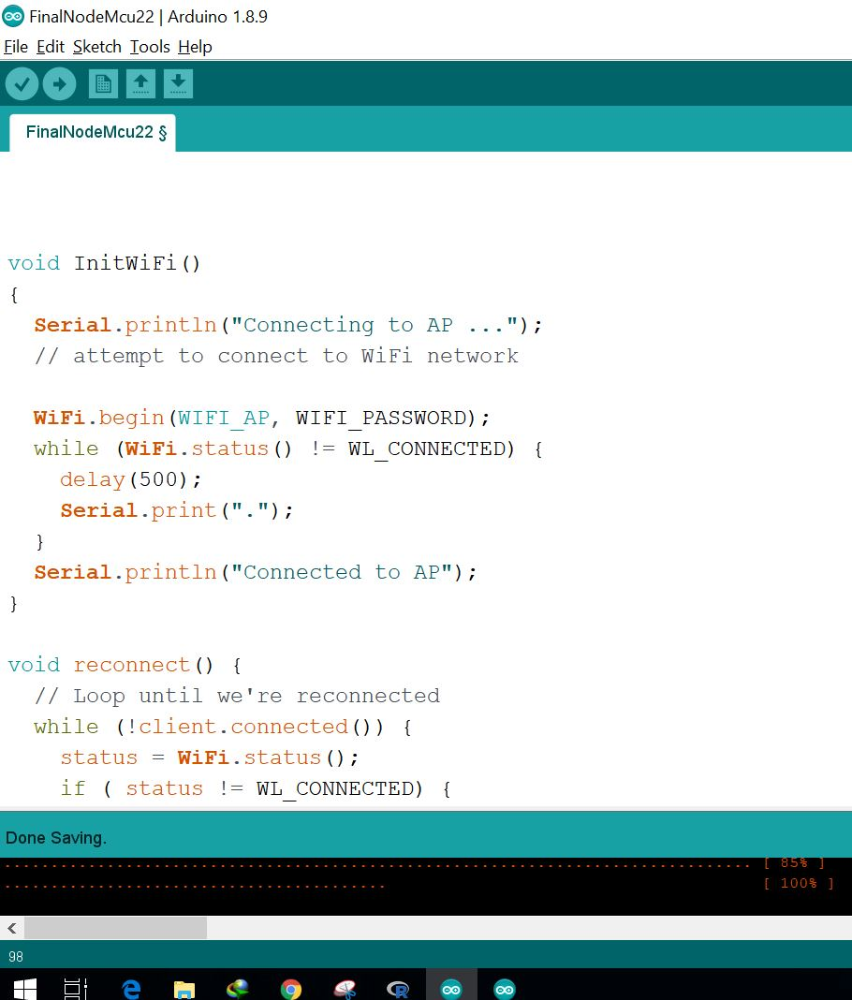 FinalNodeMcu22 | Arduino 1.8.9
File Edit Sketch Tools Help
FinalNodeMcu22 §
void InitWiFi()
{
  Serial.println("Connecting to AP ...");
  // attempt to connect to WiFi network
  WiFi.begin(WIFI_AP, WIFI_PASSWORD);
  while (WiFi.status() != WL_CONNECTED) {
    delay(500);
    Serial.print(".");
  }
  Serial.println("Connected to AP");
}
void reconnect() {
  // Loop until we're reconnected
  while (!client.connected()) {
    status = WiFi.status();
    if ( status != WL_CONNECTED) {
Done Saving.
................................................................................ [ 85% ]
......................................... [ 100% ]
98